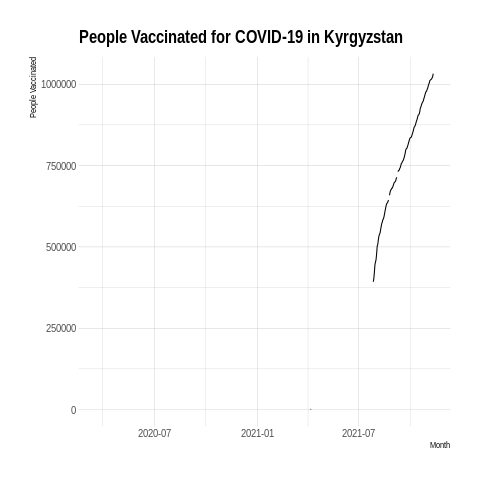 People Vaccinated for COVID-19 in Kyrgyzstan
People Vaccinated
1000000
750000
500000
250000
0
2020-07
2021-01
2021-07
Month